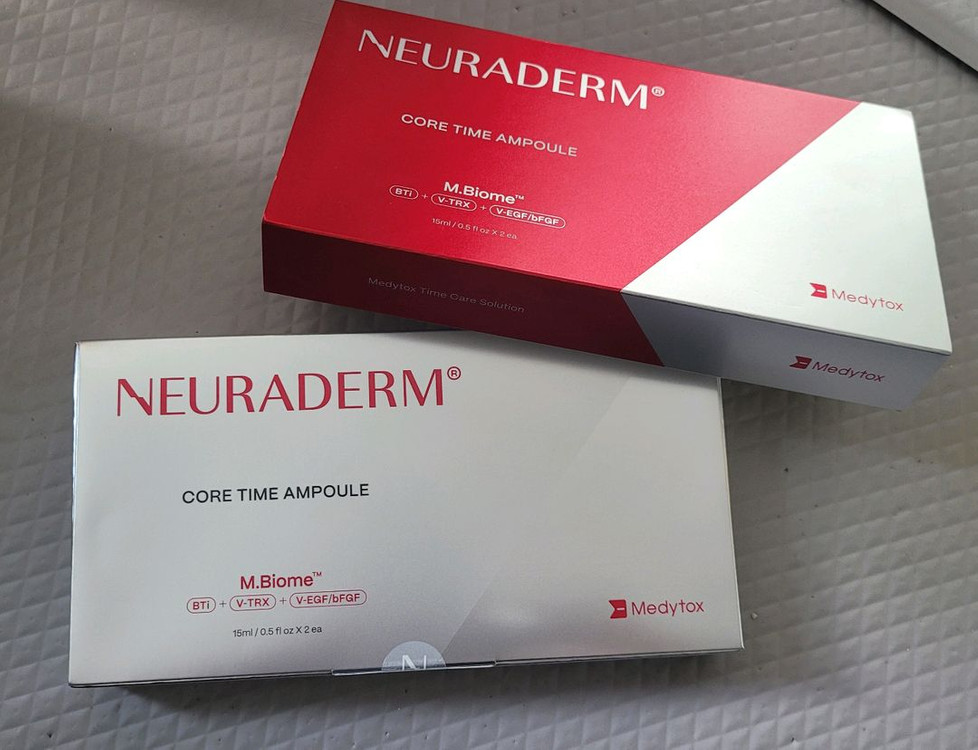 NEURADERM®
CORE TIME AMPOULE
M.Biome™
BTi + V-TRX + V-EGF/bFGF
15ml / 0.5 fl oz X 2 ea
Medytox
Medytox Time Care Solution
Medytox
NEURADERM®
CORE TIME AMPOULE
M.Biome™
BTi + V-TRX + V-EGF/bFGF
15ml / 0.5 fl oz X 2 ea
Medytox
N